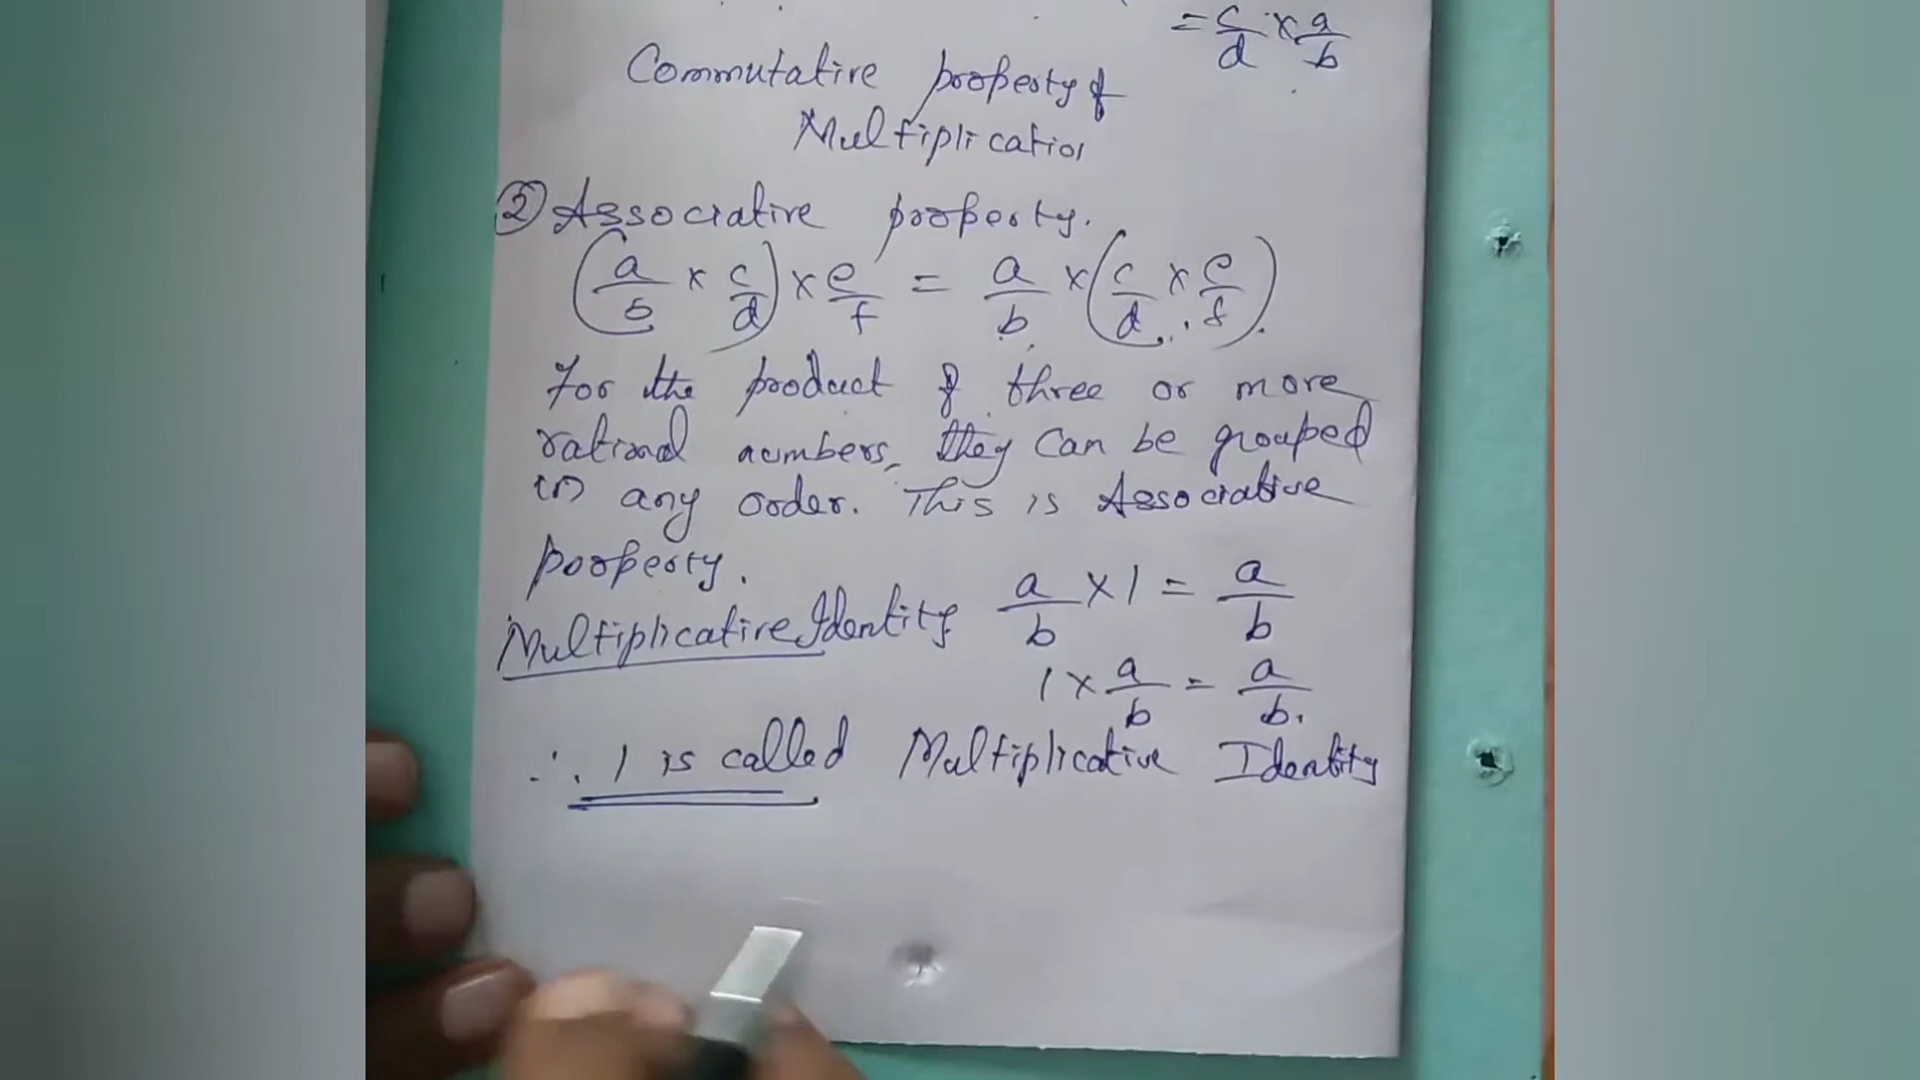 = c/d × a/b
Commutative property of
Multiplication
② Associative property.
(a/b × c/d) × e/f = a/b × (c/d × e/f).
For the product of three or more
rational numbers, they can be grouped
in any order. This is Associative
property.
Multiplicative Identity a/b × 1 = a/b
1 × a/b = a/b.
∴ 1 is called Multiplicative Identity